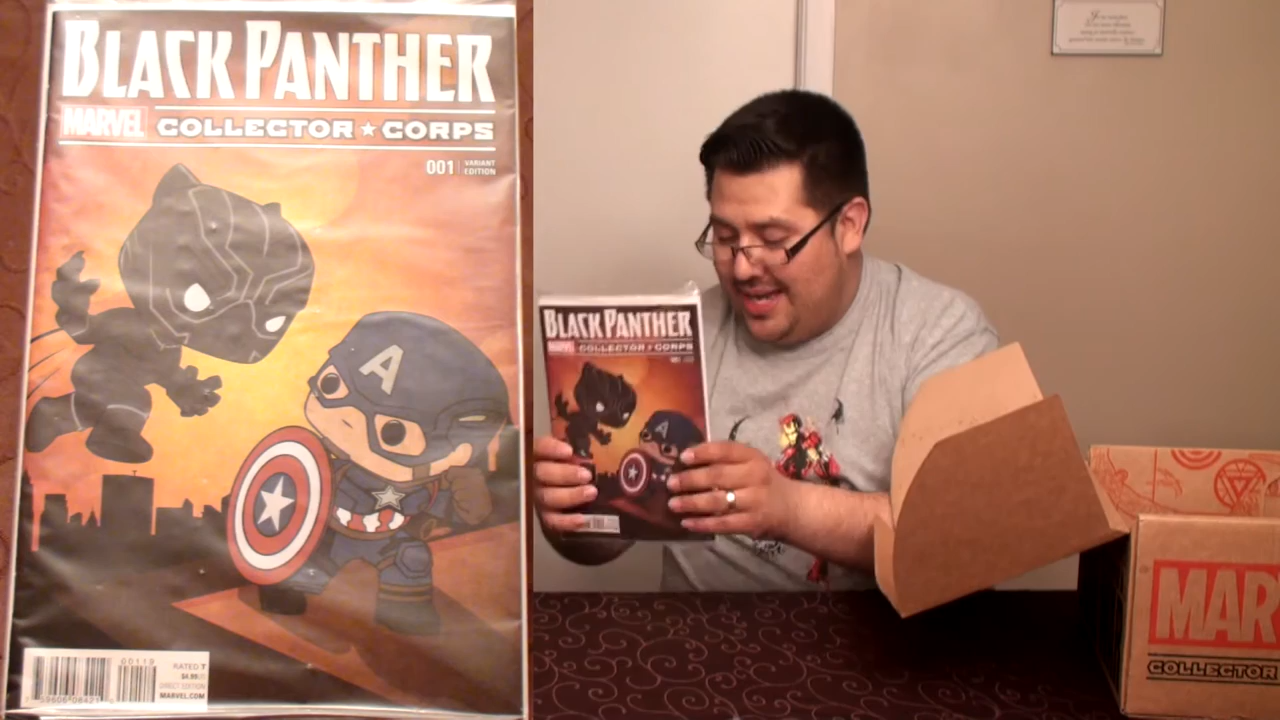 BLACK PANTHER
MARVEL COLLECTOR ★ CORPS
001 VARIANT EDITION
A
00119
RATED T
$4.99
DIRECT EDITION
MARVEL.COM
BLACK PANTHER
MARVEL COLLECTOR ★ CORPS
A
MAR
COLLECTOR